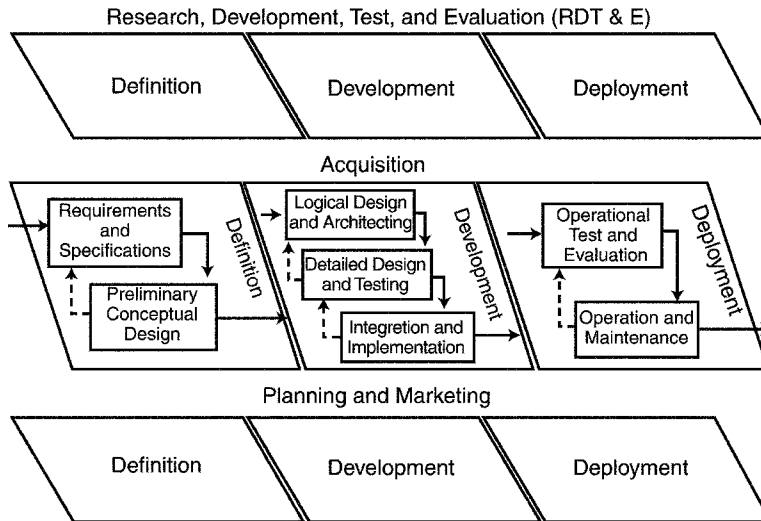 Research, Development, Test, and Evaluation (RDT & E)
Definition
Development
Deployment
Acquisition
Requirements
and
Specifications
Preliminary
Conceptual
Design
Definition
Logical Design
and Architecting
Detailed Design
and Testing
Integretion and
Implementation
Development
Operational
Test and
Evaluation
Operation and
Maintenance
Deployment
Planning and Marketing
Definition
Development
Deployment